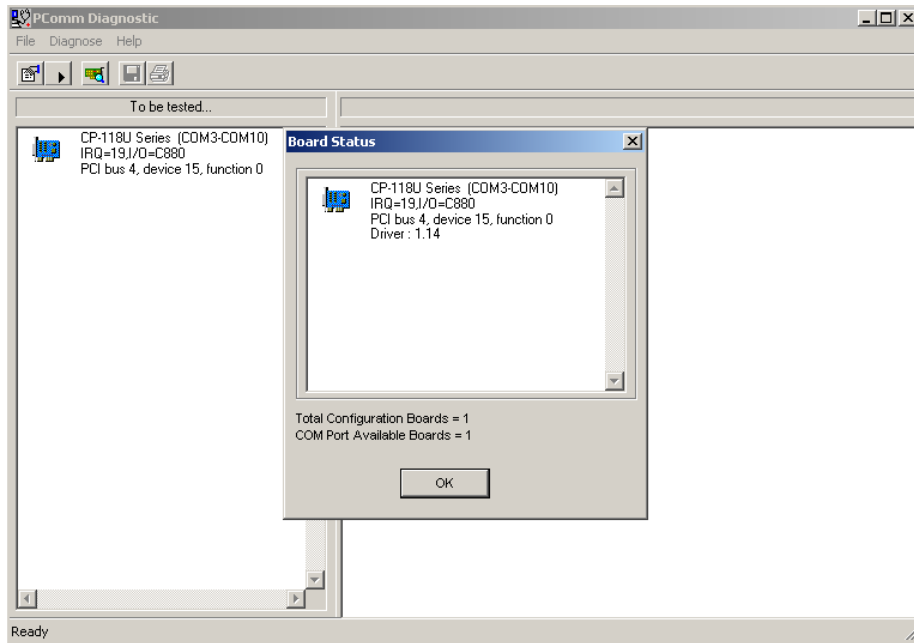 PComm Diagnostic
File Diagnose Help
To be tested...
CP-118U Series (COM3-COM10)
IRQ=19,I/O=C880
PCI bus 4, device 15, function 0
Board Status
CP-118U Series (COM3-COM10)
IRQ=19,I/O=C880
PCI bus 4, device 15, function 0
Driver : 1.14
Total Configuration Boards = 1
COM Port Available Boards = 1
OK
Ready